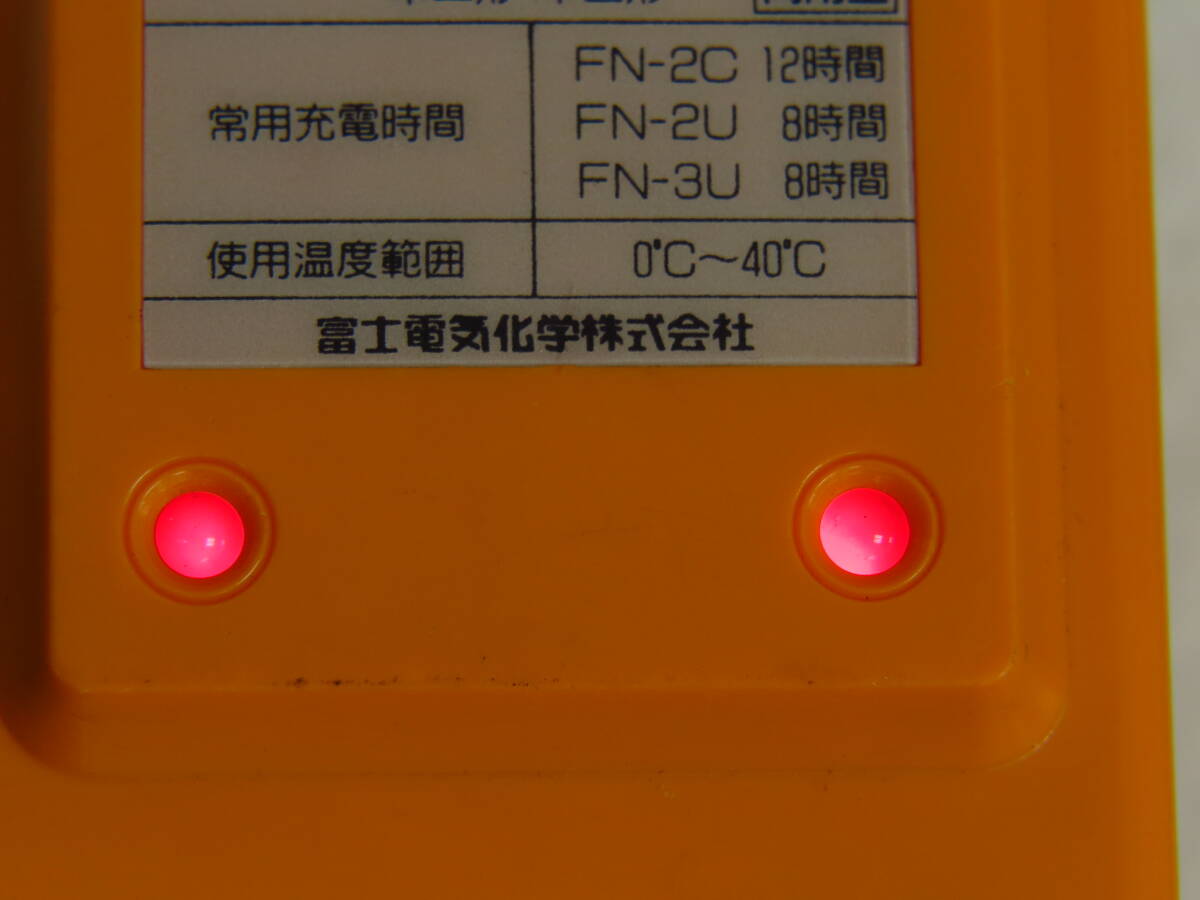 常用充電時間
FN-2C 12時間
FN-2U 8時間
FN-3U 8時間
使用温度範囲 0℃〜40℃
富士電気化学株式会社